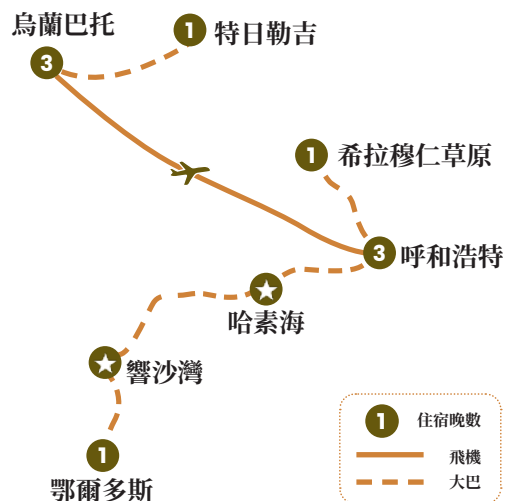 烏蘭巴托
3
1
特日勒吉
1
希拉穆仁草原
3
呼和浩特
哈素海
響沙灣
1
鄂爾多斯
1
住宿晚數
飛機
大巴